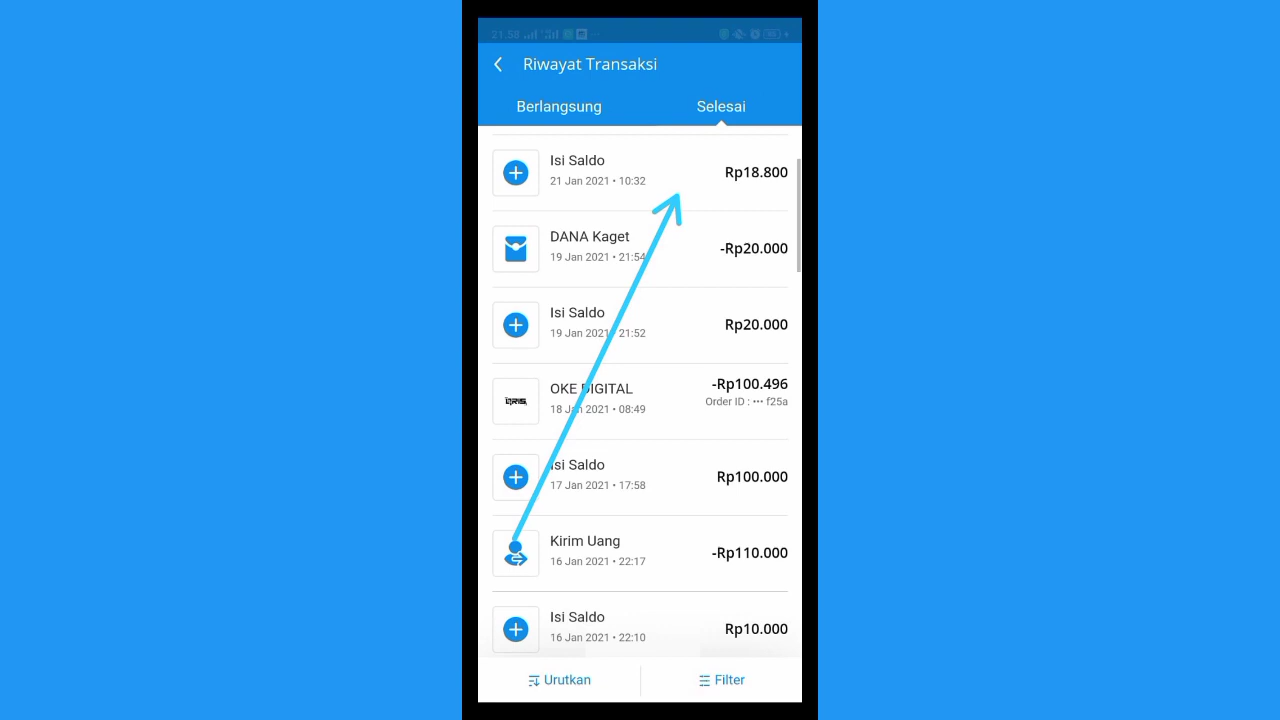 21.58
Riwayat Transaksi
Berlangsung
Selesai
Isi Saldo
21 Jan 2021 • 10:32
Rp18.800
DANA Kaget
19 Jan 2021 • 21:54
-Rp20.000
Isi Saldo
19 Jan 2021 • 21:52
Rp20.000
QRIS
OKE DIGITAL
18 Jan 2021 • 08:49
-Rp100.496
Order ID : ••• f25a
Isi Saldo
17 Jan 2021 • 17:58
Rp100.000
Kirim Uang
16 Jan 2021 • 22:17
-Rp110.000
Isi Saldo
16 Jan 2021 • 22:10
Rp10.000
Urutkan
Filter